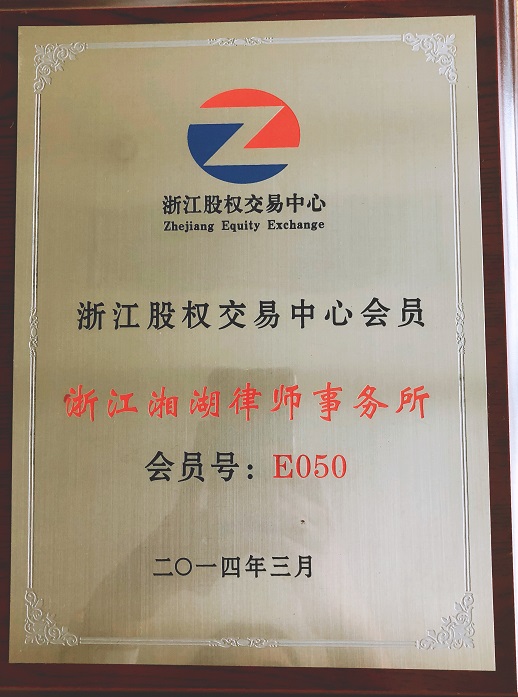 浙江股权交易中心
Zhejiang Equity Exchange
浙江股权交易中心会员
浙江湘湖律师事务所
会员号：E050
二〇一四年三月